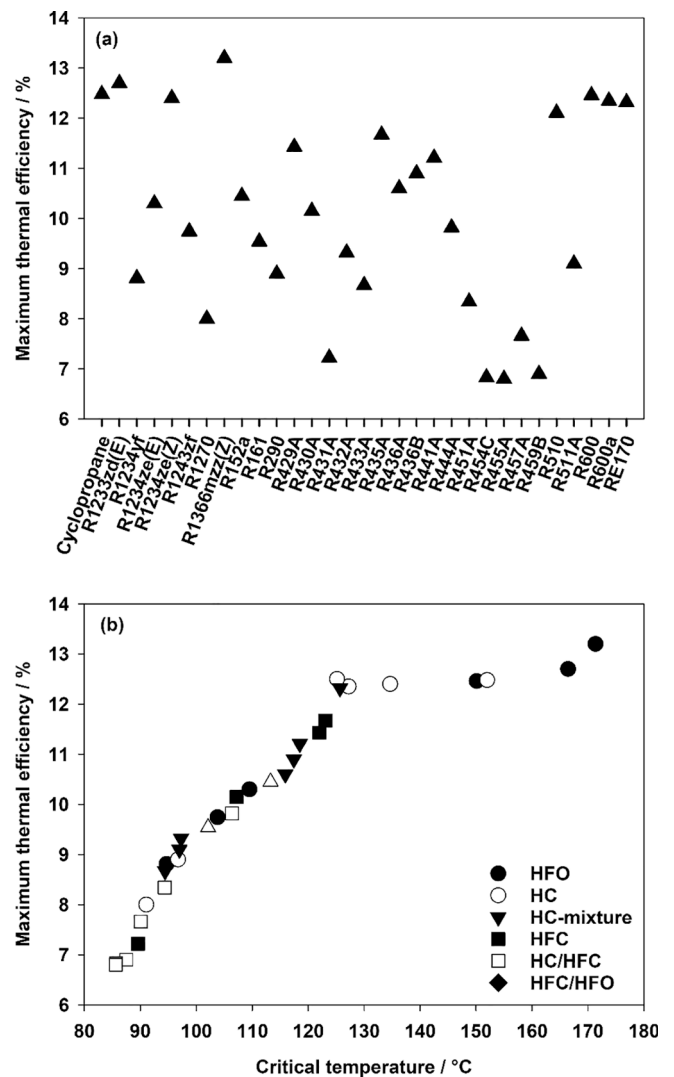 (a)
Maximum thermal efficiency / %
14
13
12
11
10
9
8
7
6
Cyclopropane
R1233zd(E)
R1234yf
R1234ze(E)
R1234ze(Z)
R1243zf
R1270
R1366mzz(Z)
R152a
R161
R290
R429A
R430A
R431A
R432A
R433A
R435A
R436A
R436B
R441A
R444A
R451A
R454C
R455A
R457A
R459B
R510
R511A
R600
R600a
RE170
(b)
Maximum thermal efficiency / %
14
13
12
11
10
9
8
7
6
HFO
HC
HC-mixture
HFC
HC/HFC
HFC/HFO
80 90 100 110 120 130 140 150 160 170 180
Critical temperature / °C